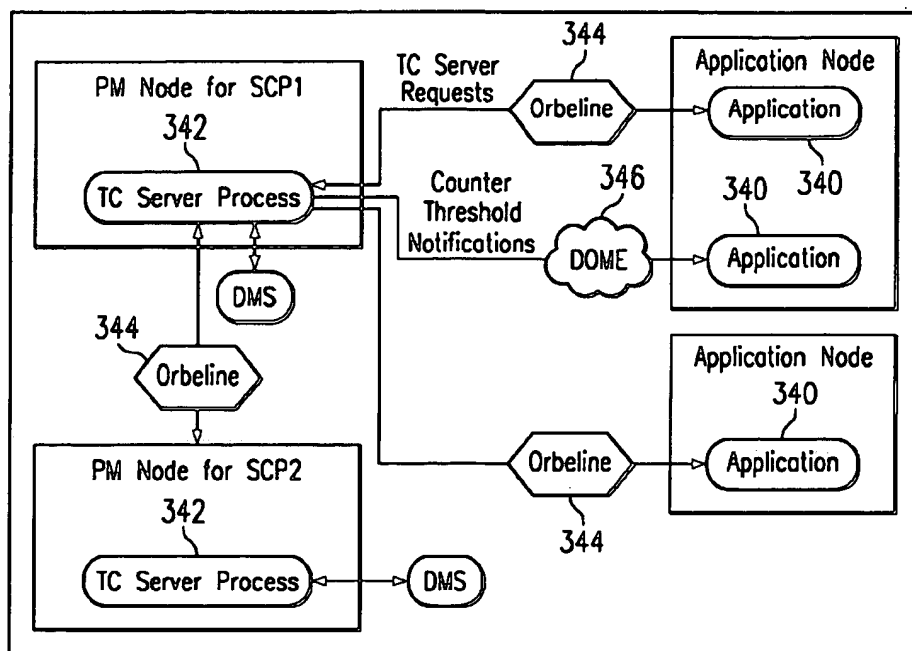 PM Node for SCP1
342
TC Server Process
DMS
344
Orbeline
PM Node for SCP2
342
TC Server Process
DMS
TC Server
Requests
344
Orbeline
Counter
Threshold
Notifications
346
DOME
Application Node
Application
340
340
Application
Application Node
340
Application
Orbeline
344